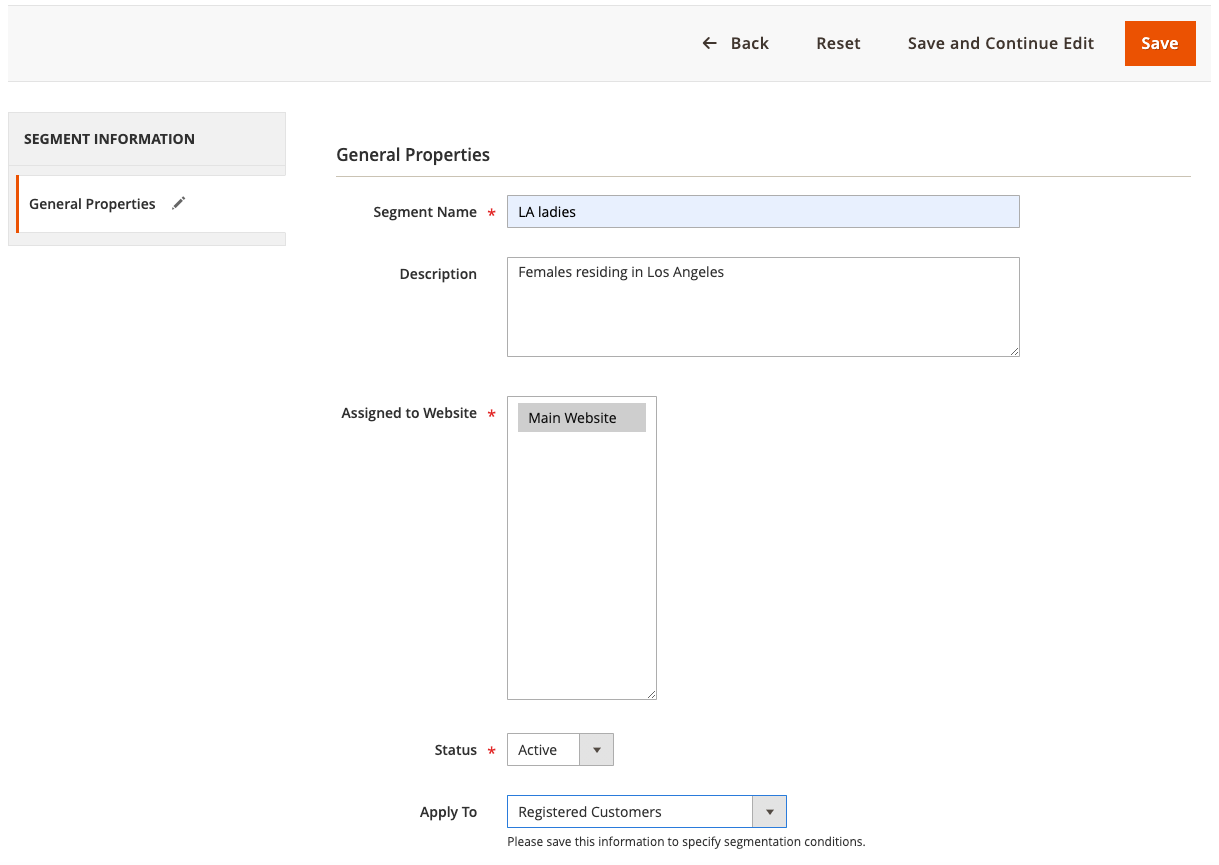 ← Back Reset Save and Continue Edit Save
SEGMENT INFORMATION
General Properties
General Properties
Segment Name * LA ladies
Description Females residing in Los Angeles
Assigned to Website * Main Website
Status * Active
Apply To Registered Customers
Please save this information to specify segmentation conditions.